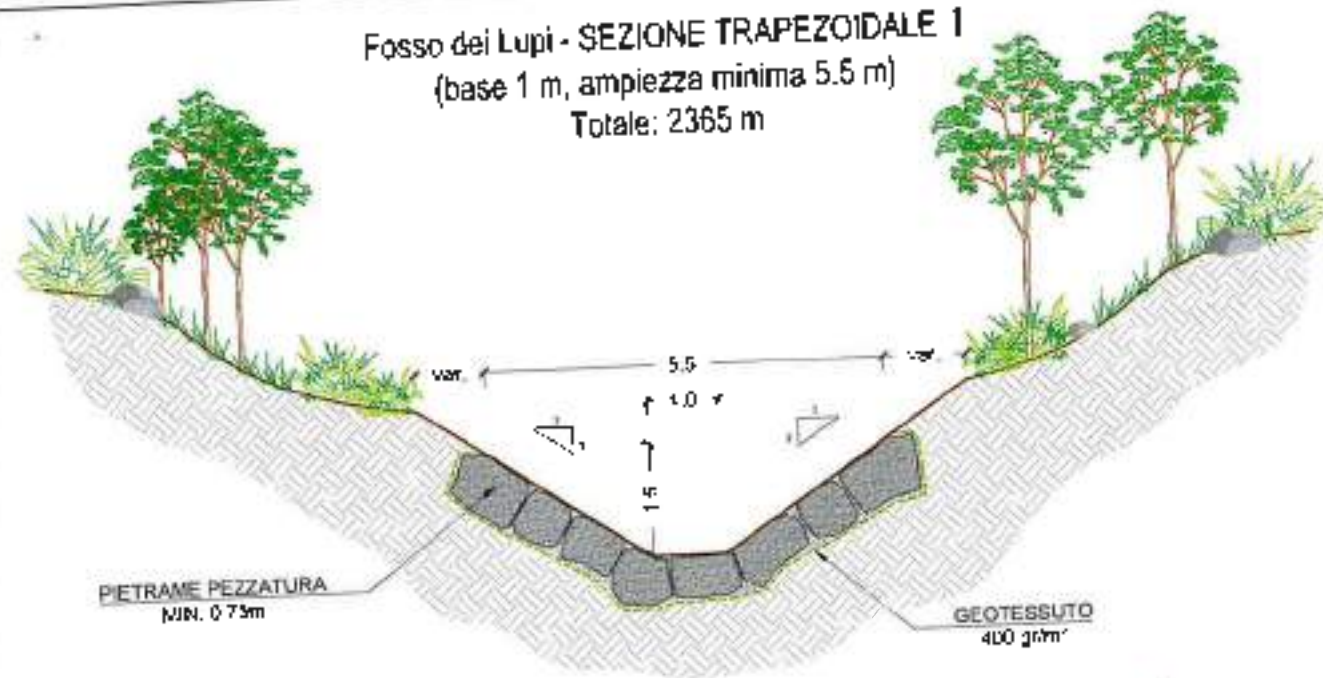 Fosso dei Lupi - SEZIONE TRAPEZOIDALE 1
(base 1 m, ampiezza minima 5.5 m)
Totale: 2365 m
var. 5.5 var.
1.0
1.5
PIETRAME PEZZATURA
MIN. 0.75m
GEOTESSUTO
400 gr/m²